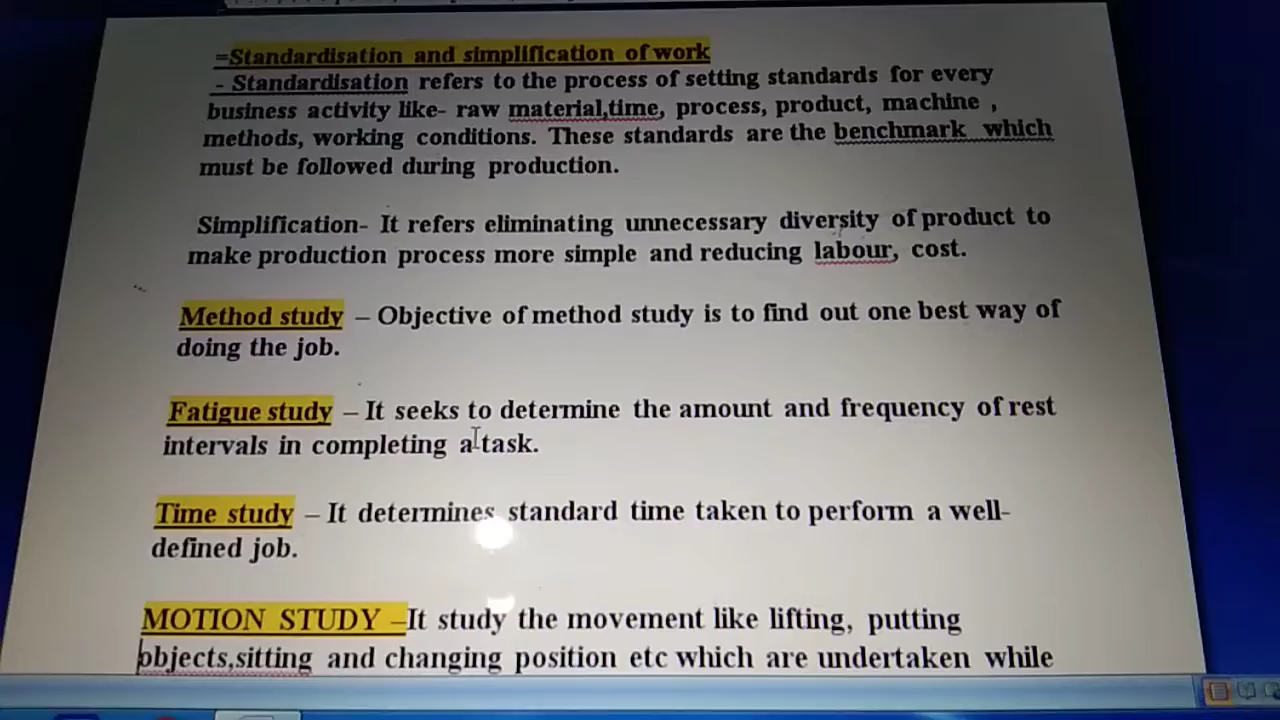 =Standardisation and simplification of work
- Standardisation refers to the process of setting standards for every
business activity like- raw material,time, process, product, machine ,
methods, working conditions. These standards are the benchmark which
must be followed during production.
Simplification- It refers eliminating unnecessary diversity of product to
make production process more simple and reducing labour, cost.
Method study – Objective of method study is to find out one best way of
doing the job.
Fatigue study – It seeks to determine the amount and frequency of rest
intervals in completing a task.
Time study – It determines standard time taken to perform a well-
defined job.
MOTION STUDY –It study the movement like lifting, putting
objects,sitting and changing position etc which are undertaken while